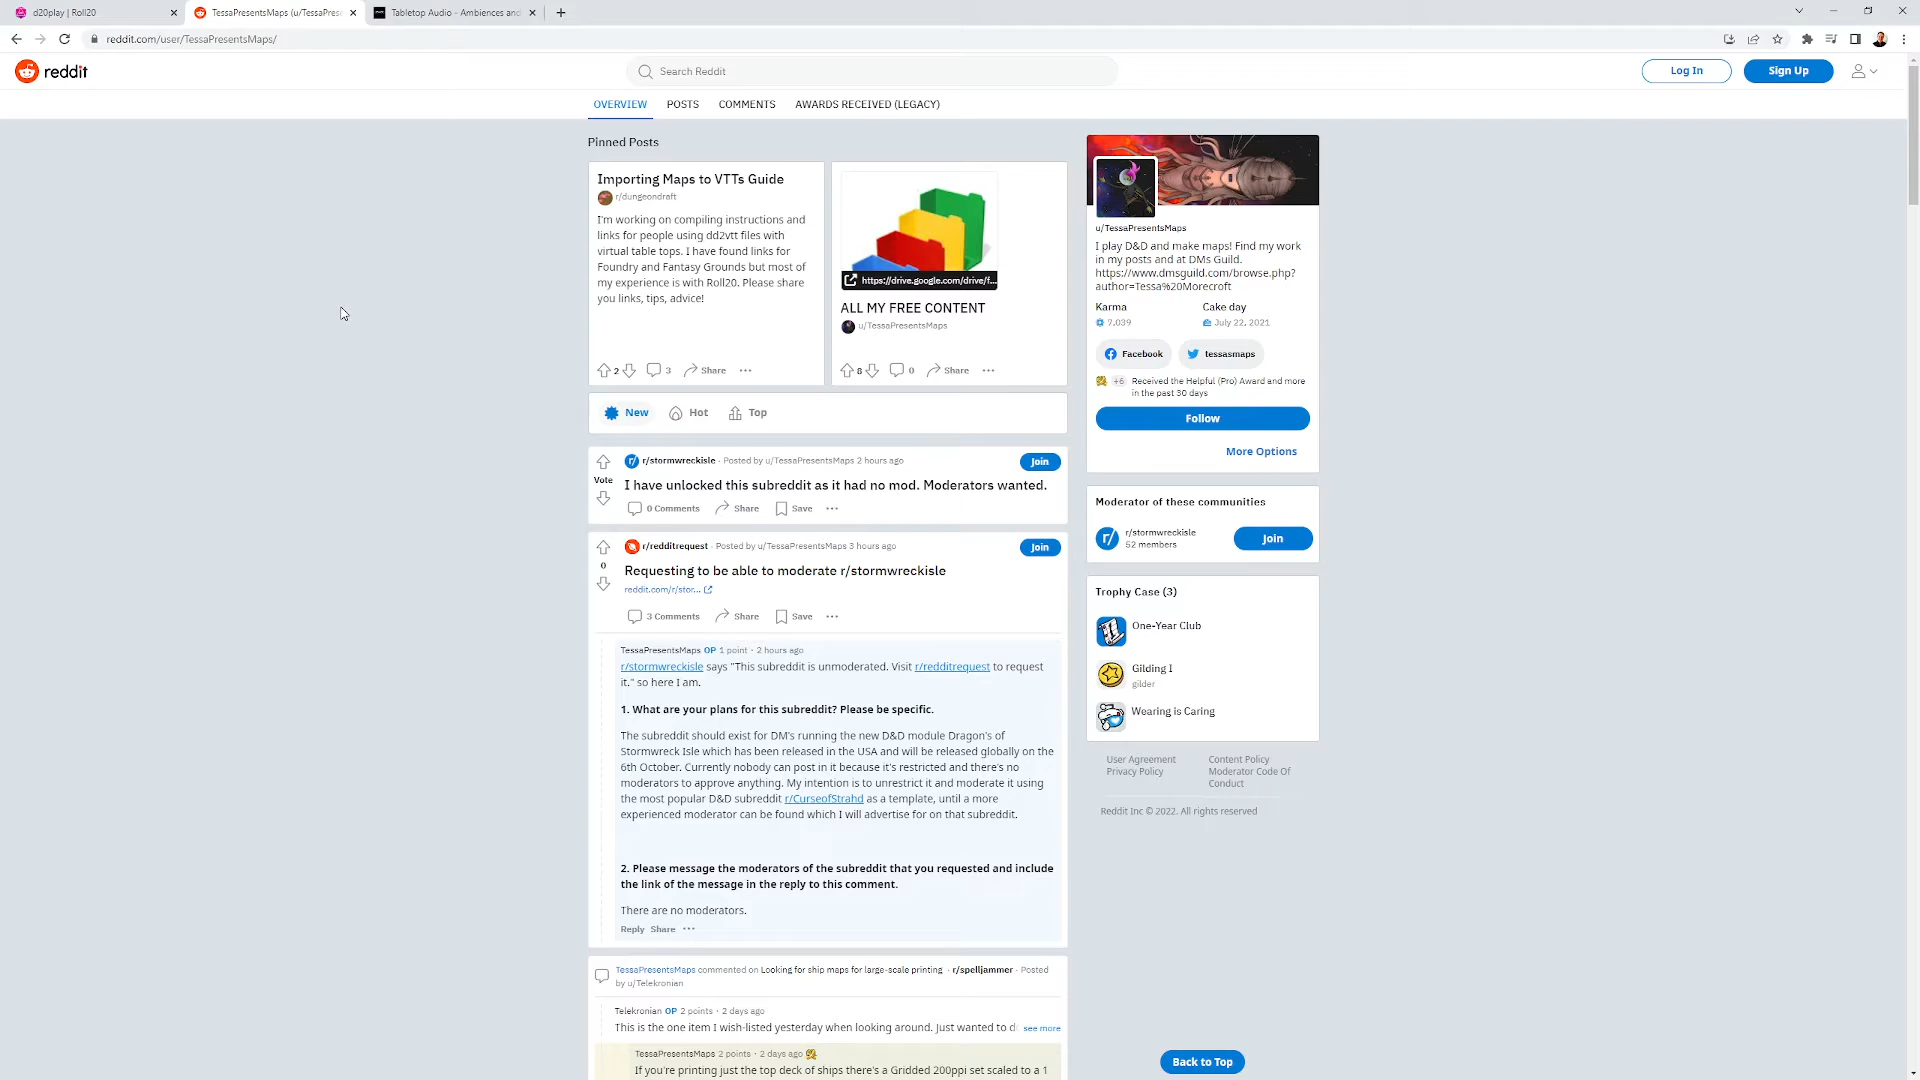 d20play | Roll20
TessaPresentsMaps (u/TessaPrese
Tabletop Audio - Ambiences and
reddit.com/user/TessaPresentsMaps/
reddit
Search Reddit
Log In
Sign Up
OVERVIEW
POSTS
COMMENTS
AWARDS RECEIVED (LEGACY)
Pinned Posts
Importing Maps to VTTs Guide
r/dungeondraft
I'm working on compiling instructions and
links for people using dd2vtt files with
virtual table tops. I have found links for
Foundry and Fantasy Grounds but most of
my experience is with Roll20. Please share
you links, tips, advice!
2
3
Share
https://drive.google.com/drive/f...
ALL MY FREE CONTENT
u/TessaPresentsMaps
8
0
Share
New
Hot
Top
r/stormwreckisle · Posted by u/TessaPresentsMaps 2 hours ago
Join
Vote
I have unlocked this subreddit as it had no mod. Moderators wanted.
0 Comments
Share
Save
r/redditrequest · Posted by u/TessaPresentsMaps 3 hours ago
Join
0
Requesting to be able to moderate r/stormwreckisle
reddit.com/r/stor...
3 Comments
Share
Save
TessaPresentsMaps OP 1 point · 2 hours ago
r/stormwreckisle says "This subreddit is unmoderated. Visit r/redditrequest to request
it." so here I am.
1. What are your plans for this subreddit? Please be specific.
The subreddit should exist for DM's running the new D&D module Dragon's of
Stormwreck Isle which has been released in the USA and will be released globally on the
6th October. Currently nobody can post in it because it's restricted and there's no
moderators to approve anything. My intention is to unrestrict it and moderate it using
the most popular D&D subreddit r/CurseofStrahd as a template, until a more
experienced moderator can be found which I will advertise for on that subreddit.
2. Please message the moderators of the subreddit that you requested and include
the link of the message in the reply to this comment.
There are no moderators.
Reply Share
TessaPresentsMaps commented on Looking for ship maps for large-scale printing · r/spelljammer · Posted
by u/Telekronian
Telekronian OP 2 points · 2 days ago
This is the one item I wish-listed yesterday when looking around. Just wanted to d
see more
TessaPresentsMaps 2 points · 2 days ago
If you're printing just the top deck of ships there's a Gridded 200ppi set scaled to a 1
u/TessaPresentsMaps
I play D&D and make maps! Find my work
in my posts and at DMs Guild.
https://www.dmsguild.com/browse.php?
author=Tessa%20Morecroft
Karma
Cake day
7,039
July 22, 2021
Facebook
tessasmaps
+6
Received the Helpful (Pro) Award and more
in the past 30 days
Follow
More Options
Moderator of these communities
r/
r/stormwreckisle
52 members
Join
Trophy Case (3)
One-Year Club
Gilding I
gilder
Wearing is Caring
User Agreement
Privacy Policy
Content Policy
Moderator Code Of
Conduct
Reddit Inc © 2022. All rights reserved
Back to Top